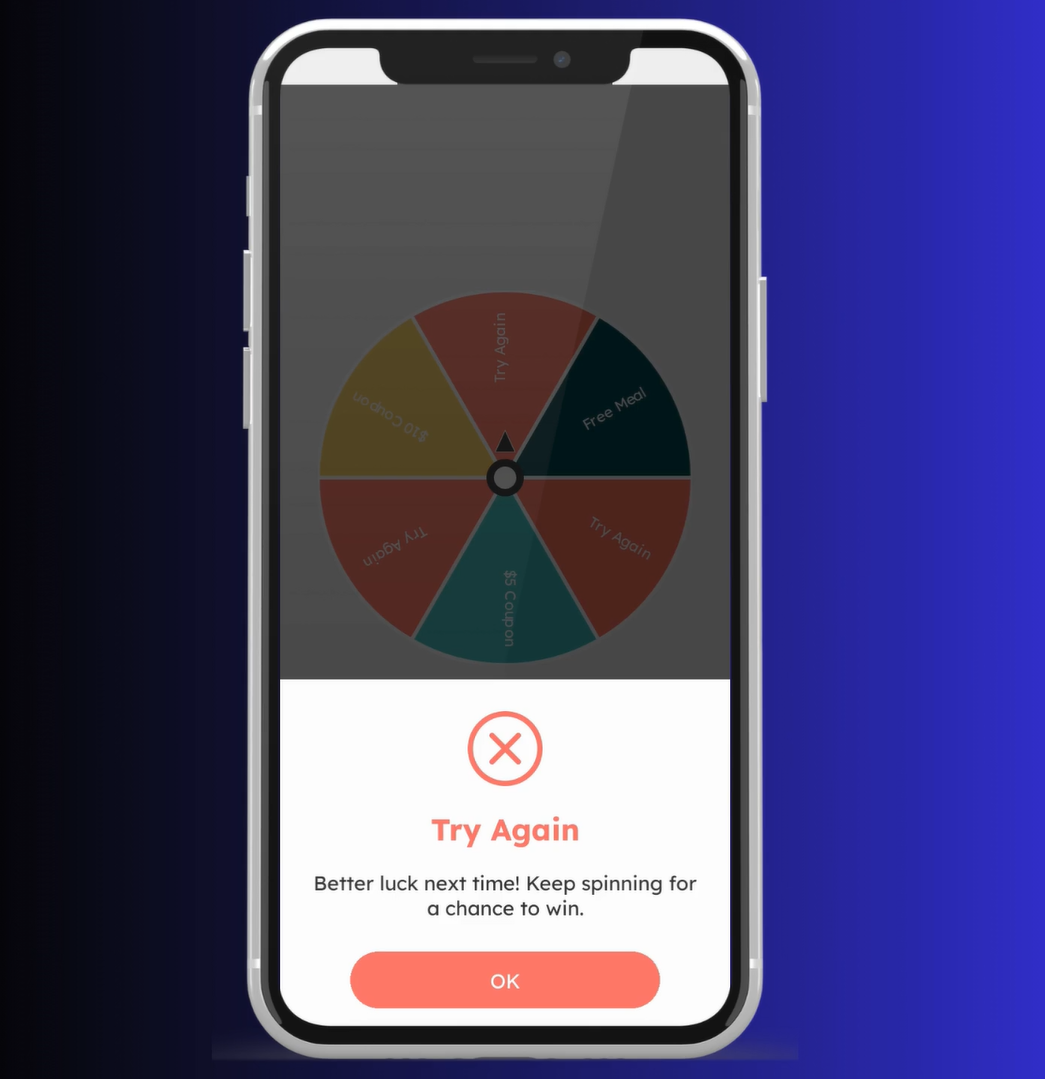 Try Again
Free Meal
$10 Coupon
Try Again
Try Again
$5 Coupon
Try Again
Better luck next time! Keep spinning for
a chance to win.
OK